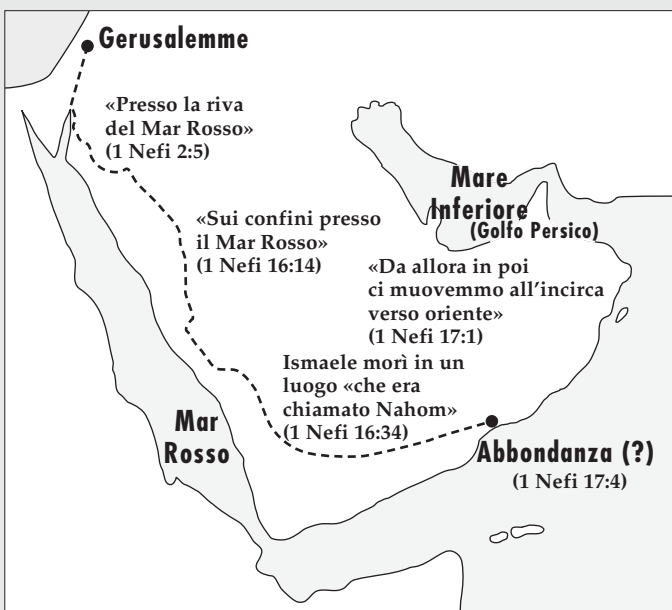 Gerusalemme
«Presso la riva
del Mar Rosso»
(1 Nefi 2:5)
Mare
Inferiore
(Golfo Persico)
«Sui confini presso
il Mar Rosso»
(1 Nefi 16:14)
«Da allora in poi
ci muovemmo all'incirca
verso oriente»
(1 Nefi 17:1)
Ismaele morì in un
luogo «che era
chiamato Nahom»
(1 Nefi 16:34)
Mar
Rosso
Abbondanza (?)
(1 Nefi 17:4)